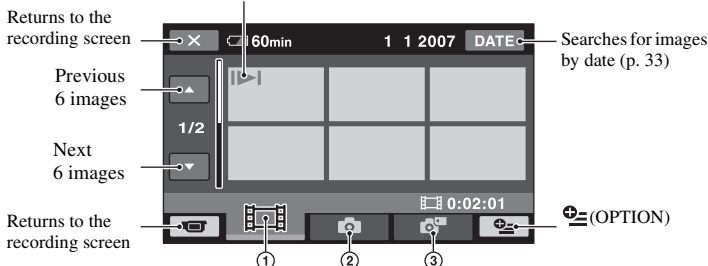 Returns to the
recording screen
60min
1 1 2007
DATE
Searches for images
by date (p. 33)
Previous
6 images
1/2
Next
6 images
0:02:01
Returns to the
recording screen
(OPTION)
① ② ③